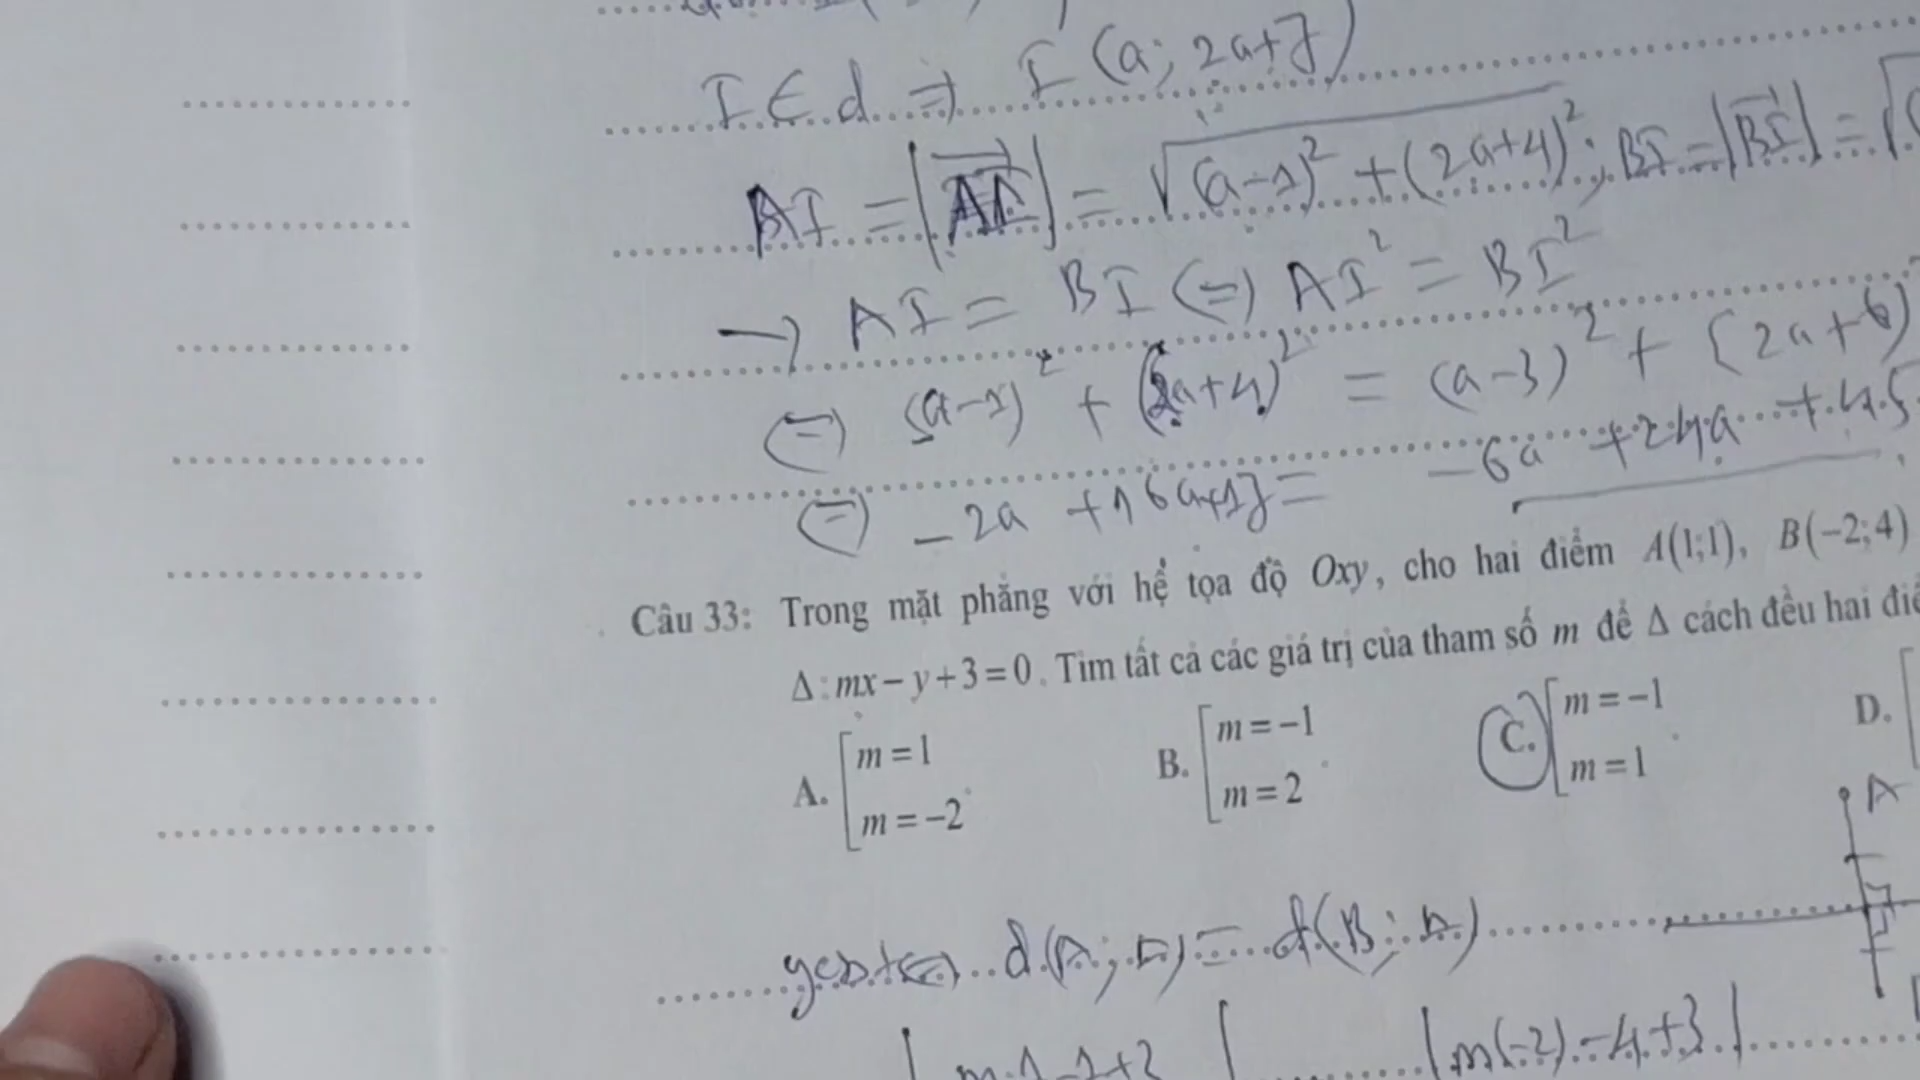 I ∈ d ⇒ I (a; 2a+7)
AI = |AI| = √(a-1)² + (2a+4)² ; BI = |BI| = √
→ AI = BI ⇔ AI² = BI²
⇔ (a-1)² + (2a+4)² = (a-3)² + (2a+6)
⇔ -2a + 16a+17 = -6a + 24a + 45
Câu 33: Trong mặt phẳng với hệ tọa độ Oxy, cho hai điểm A(1;1), B(-2;4)
Δ: mx - y + 3 = 0. Tìm tất cả các giá trị của tham số m để Δ cách đều hai
A. [m = 1 m = -2. B. [m = -1 m = 2. C. [m = -1 m = 1. D. [
A
ycbt ⇔ d(A; Δ) = d(B; Δ)
|m.1-1+3| |m(-2)-4+3|